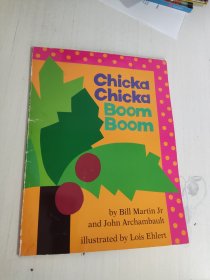 Chicka
Chicka
Boom
Boom
by Bill Martin Jr
and John Archambault
illustrated by Lois Ehlert